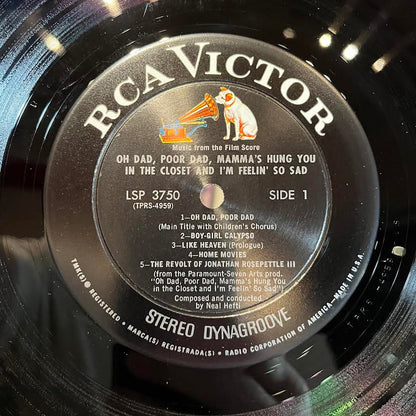 RCA VICTOR
Music from the Film Score
OH DAD, POOR DAD, MAMMA'S HUNG YOU
IN THE CLOSET AND I'M FEELIN' SO SAD
LSP 3750
(TPRS-4959)
SIDE 1
1—OH DAD, POOR DAD
(Main Title with Children's Chorus)
2—BOY-GIRL CALYPSO
3—LIKE HEAVEN (Prologue)
4—HOME MOVIES
5—THE REVOLT OF JONATHAN ROSEPETTLE III
(from the Paramount-Seven Arts prod.
"Oh Dad, Poor Dad, Mamma's Hung You
in the Closet and I'm Feelin' So Sad")
Composed and conducted
by Neal Hefti
STEREO DYNAGROOVE
TMK(S) ® REGISTERED • MARCA(S) REGISTRADA(S) • RADIO CORPORATION OF AMERICA—MADE IN U.S.A.